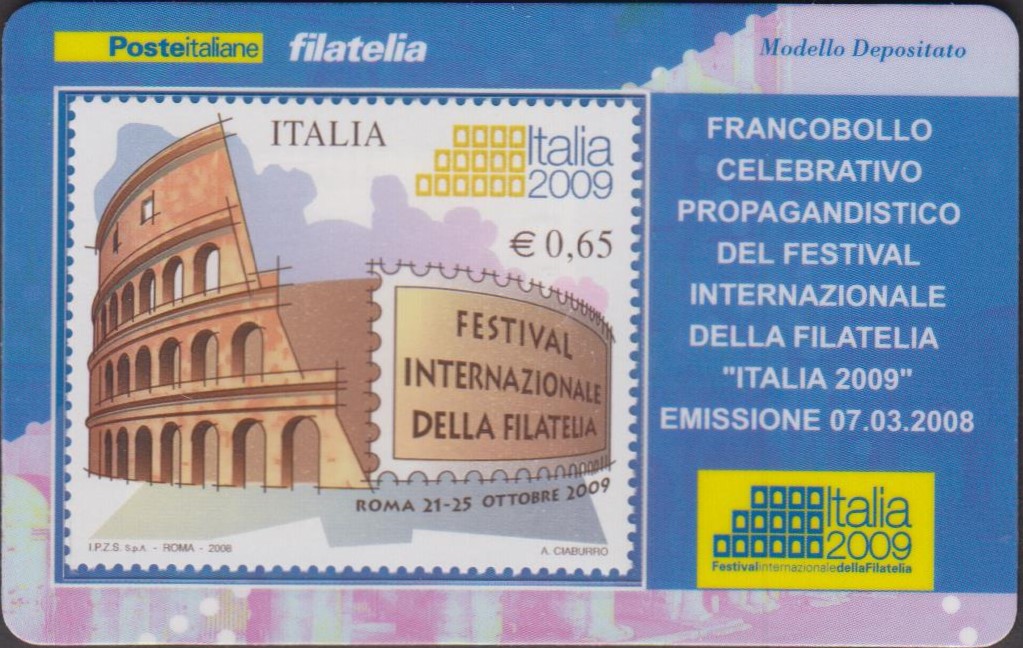 Posteitaliane filatelia
Modello Depositato
ITALIA
Italia
2009
€ 0,65
FESTIVAL
INTERNAZIONALE
DELLA FILATELIA
ROMA 21-25 OTTOBRE 2009
I.P.Z.S. S.p.A. - ROMA - 2008
A. CIABURRO
FRANCOBOLLO
CELEBRATIVO
PROPAGANDISTICO
DEL FESTIVAL
INTERNAZIONALE
DELLA FILATELIA
"ITALIA 2009"
EMISSIONE 07.03.2008
Italia
2009
FestivalinternazionaledellaFilatelia